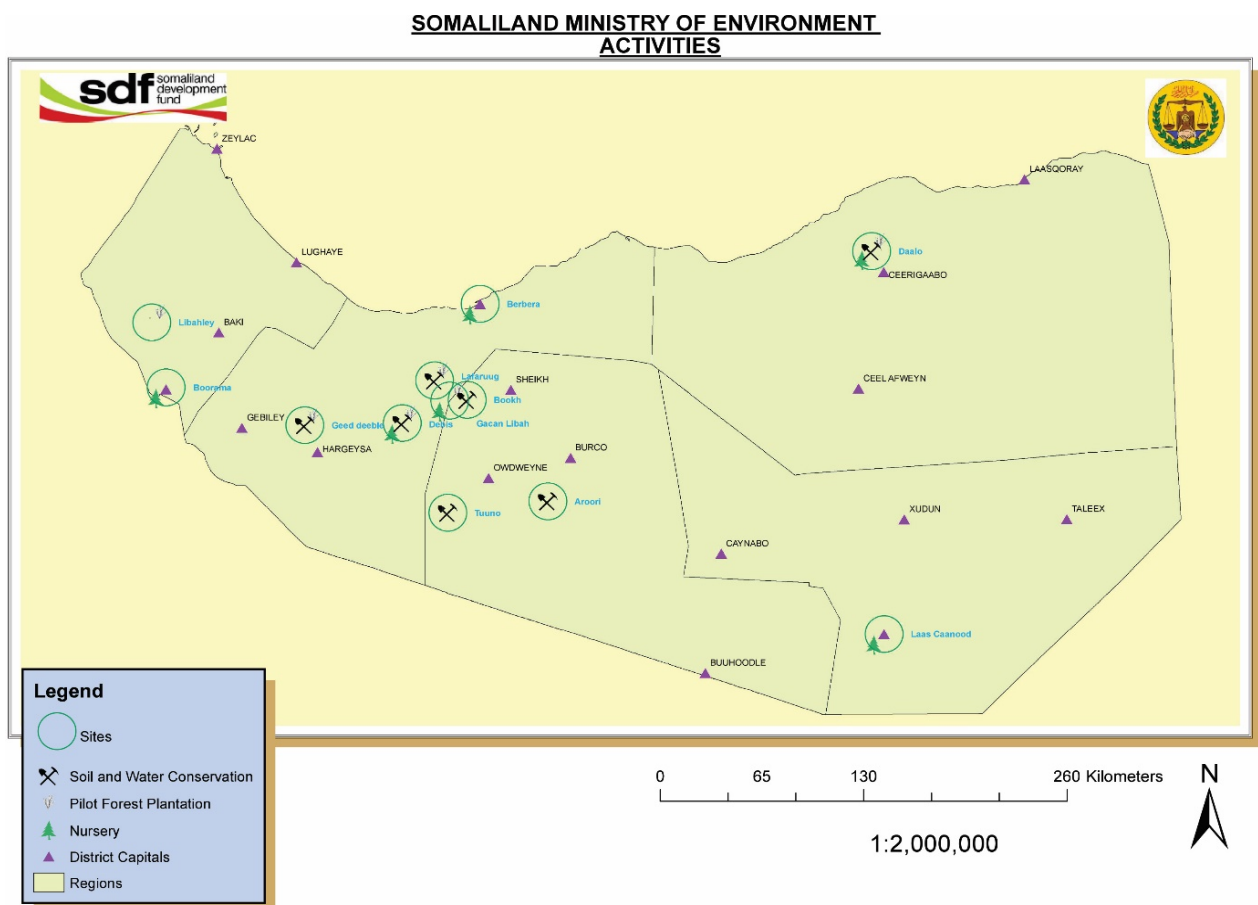 SOMALILAND MINISTRY OF ENVIRONMENT
ACTIVITIES
sdf somaliland
development
fund
ZEYLAC
LAASQORAY
LUGHAYE
Daalo
CEERIGAABO
Berbera
Libahley
BAKI
Lafaruug
SHEIKH
CEEL AFWEYN
Boorama
Bookh
GEBILEY
Geed deeble
Debis
Gacan Libah
HARGEYSA
BURCO
OWDWEYNE
Aroori
Tuuno
XUDUN
TALEEX
CAYNABO
Laas Caanood
BUUHOODLE
Legend
Sites
Soil and Water Conservation
Pilot Forest Plantation
Nursery
District Capitals
Regions
0 65 130 260 Kilometers
N
1:2,000,000